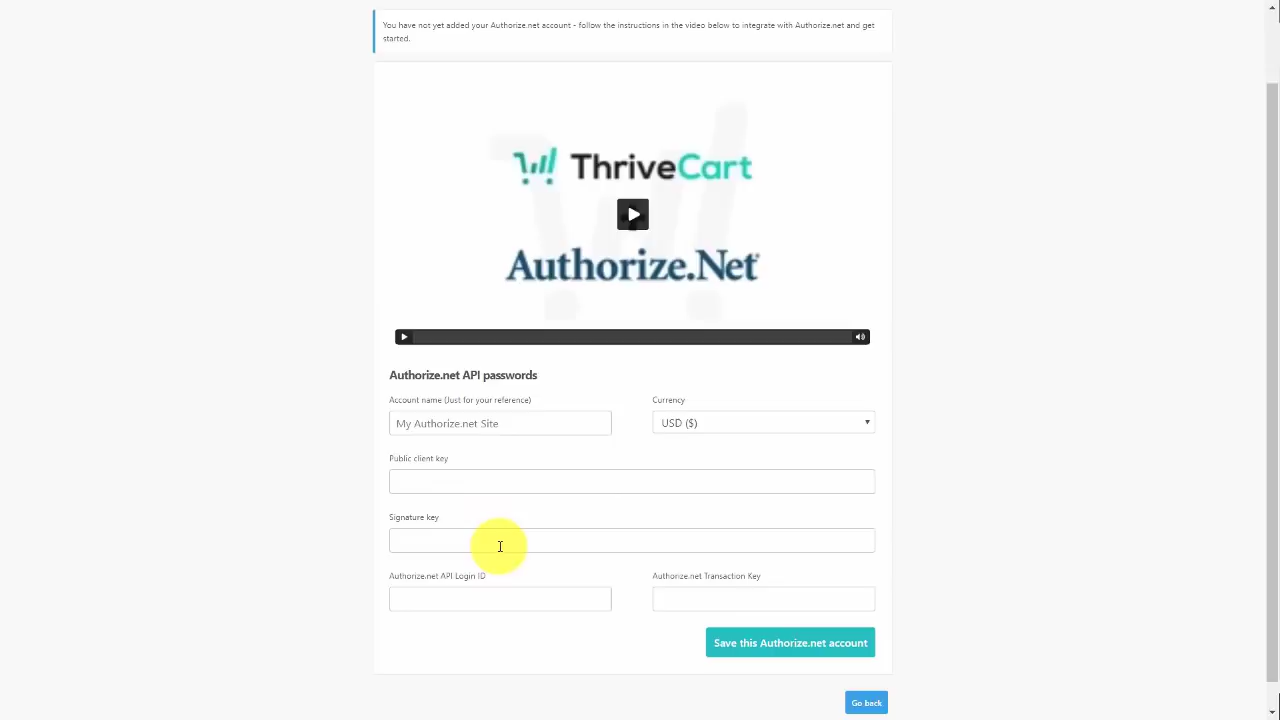 You have not yet added your Authorize.net account - follow the instructions in the video below to integrate with Authorize.net and get
started.
ThriveCart
Authorize.Net
Authorize.net API passwords
Account name (Just for your reference)
Currency
My Authorize.net Site
USD ($)
Public client key
Signature key
Authorize.net API Login ID
Authorize.net Transaction Key
Save this Authorize.net account
Go back